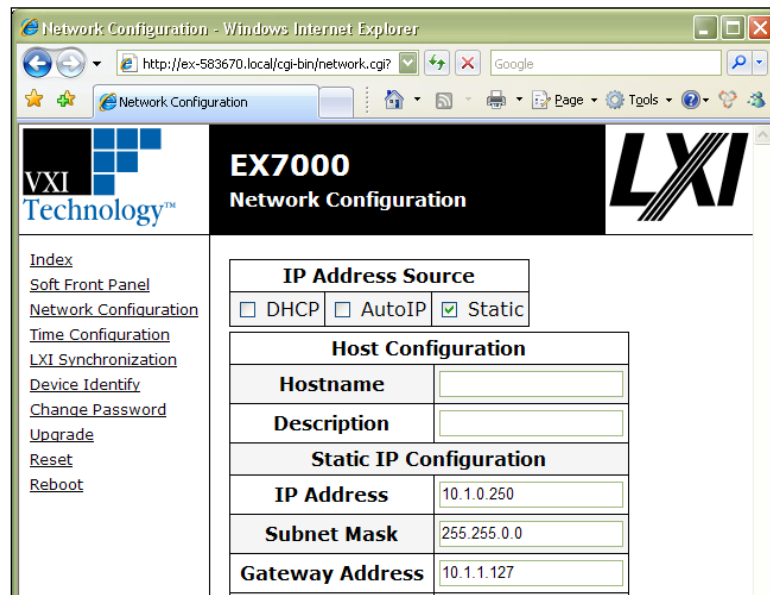 Network Configuration - Windows Internet Explorer
http://ex-583670.local/cgi-bin/network.cgi?
Google
Network Configuration
Page
Tools
VXI
Technology™
EX7000
Network Configuration
LXI
Index
Soft Front Panel
Network Configuration
Time Configuration
LXI Synchronization
Device Identify
Change Password
Upgrade
Reset
Reboot
IP Address Source
DHCP AutoIP Static
Host Configuration
Hostname
Description
Static IP Configuration
IP Address 10.1.0.250
Subnet Mask 255.255.0.0
Gateway Address 10.1.1.127